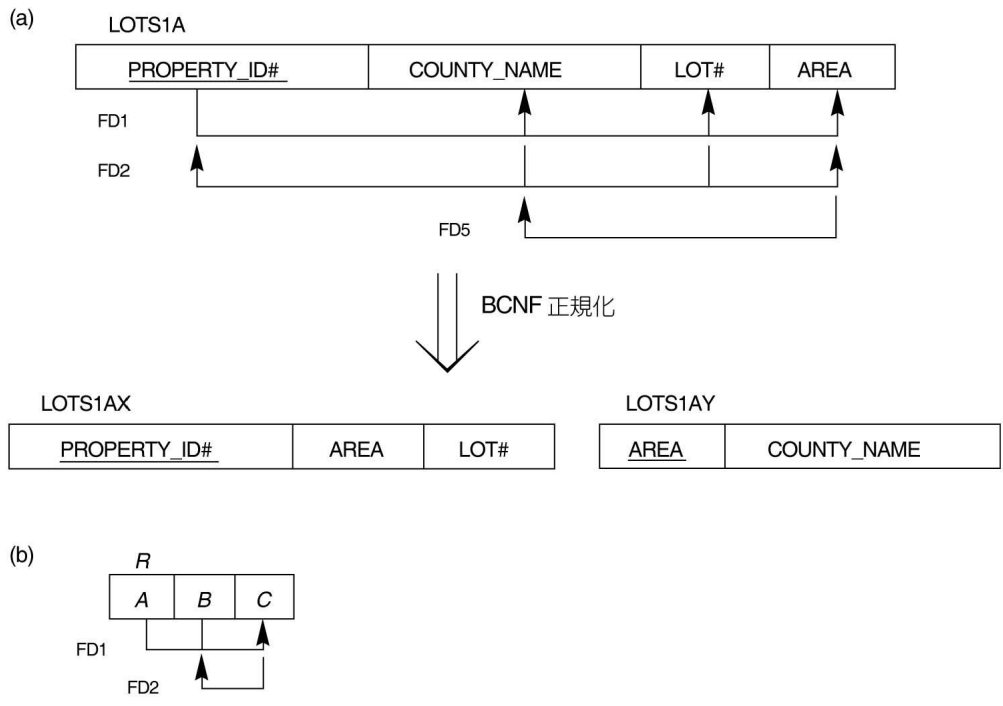 (a)
LOTS1A
PROPERTY_ID# COUNTY_NAME LOT# AREA
FD1
FD2
FD5
BCNF 正規化
LOTS1AX
PROPERTY_ID# AREA LOT#
LOTS1AY
AREA COUNTY_NAME
(b)
R
A B C
FD1
FD2